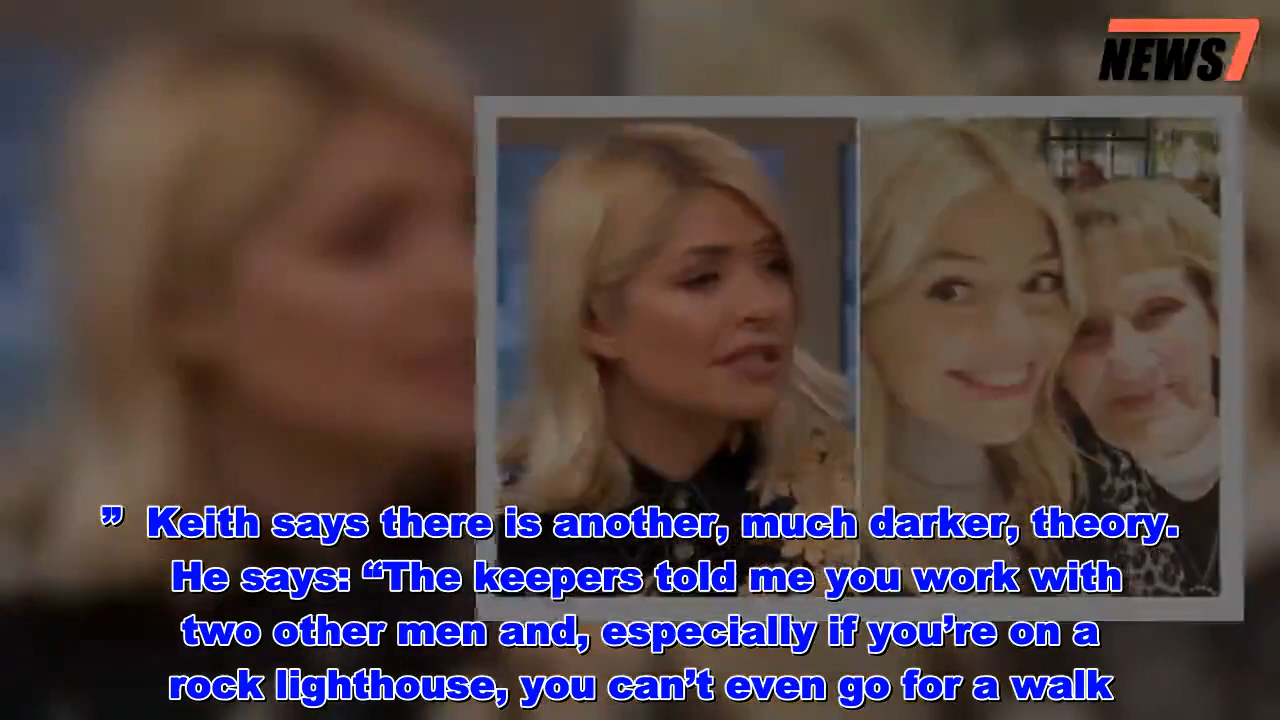 NEWS7
” Keith says there is another, much darker, theory.
He says: “The keepers told me you work with
two other men and, especially if you’re on a
rock lighthouse, you can’t even go for a walk